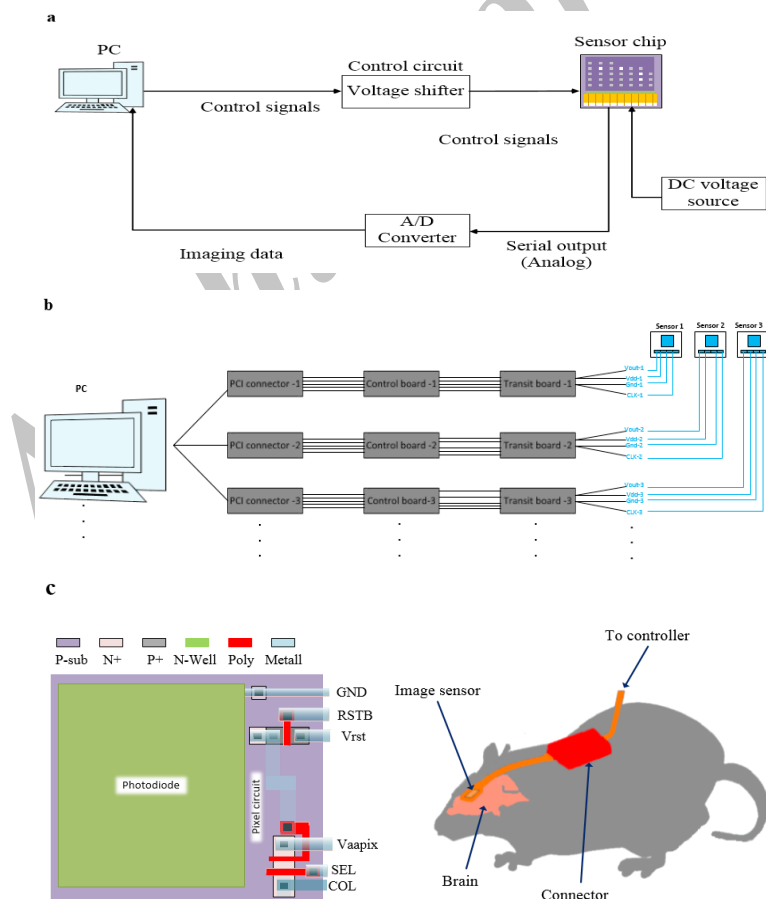 a
PC
Control circuit
Voltage shifter
Sensor chip
Control signals
Control signals
DC voltage
source
A/D
Converter
Imaging data
Serial output
(Analog)
b
PC
Sensor 1 Sensor 2 Sensor 3
PCI connector -1 Control board -1 Transit board -1
Vout-1
Vdd-1
Gnd-1
CLK-1
PCI connector -2 Control board -2 Transit board -2
Vout-2
Vdd-2
Gnd-2
CLK-2
PCI connector -3 Control board-3 Transit board -3
Vout-3
Vdd-3
Gnd-3
CLK-3
c
P-sub N+ P+ N-Well Poly Metall
GND
RSTB
Vrst
Photodiode
Pixel circuit
Vaapix
SEL
COL
To controller
Image sensor
Brain
Connector